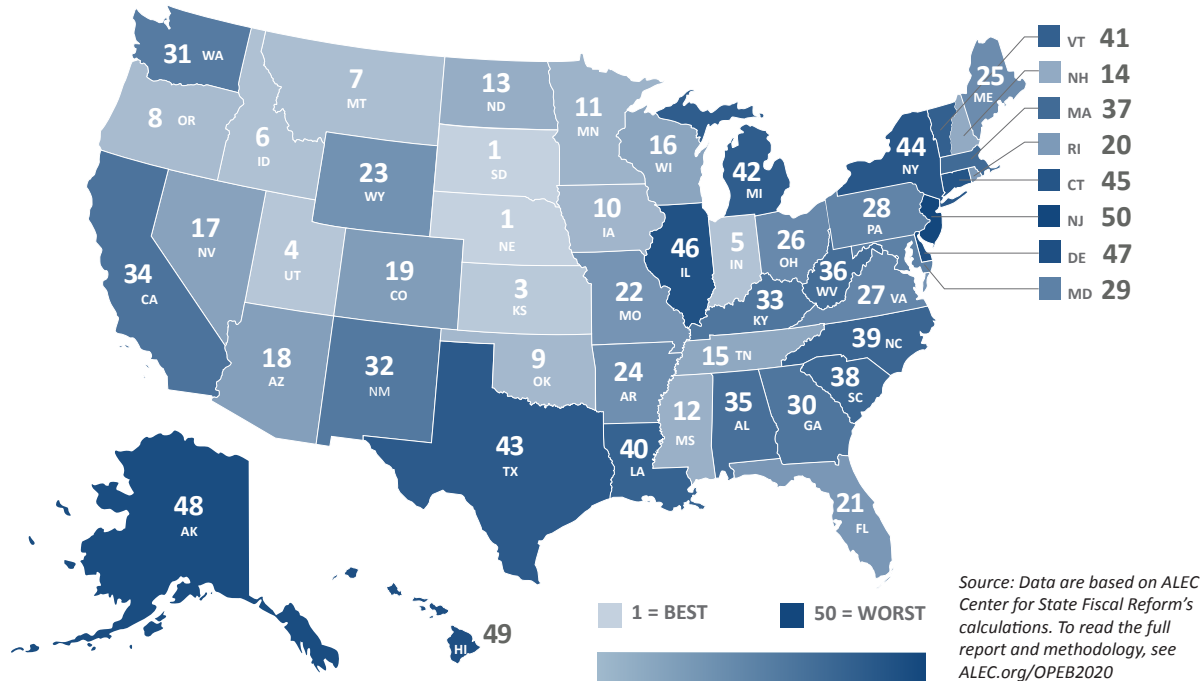 31 WA
8 OR
34 CA
7
MT
6
ID
17
NV
4
UT
18
AZ
23
WY
19
CO
32
NM
13
ND
1
SD
1
NE
3
KS
9
OK
43
TX
11
MN
10
IA
22
MO
24
AR
40
LA
16
WI
46
IL
42
MI
5
IN
26
OH
33
KY
15 TN
12
MS
35
AL
30
GA
21
FL
38
SC
39 NC
27 VA
36
WV
28
PA
44
NY
25
ME
VT 41
NH 14
MA 37
RI 20
CT 45
NJ 50
DE 47
MD 29
48
AK
HI 49
1 = BEST
50 = WORST
Source: Data are based on ALEC
Center for State Fiscal Reform’s
calculations. To read the full
report and methodology, see
ALEC.org/OPEB2020